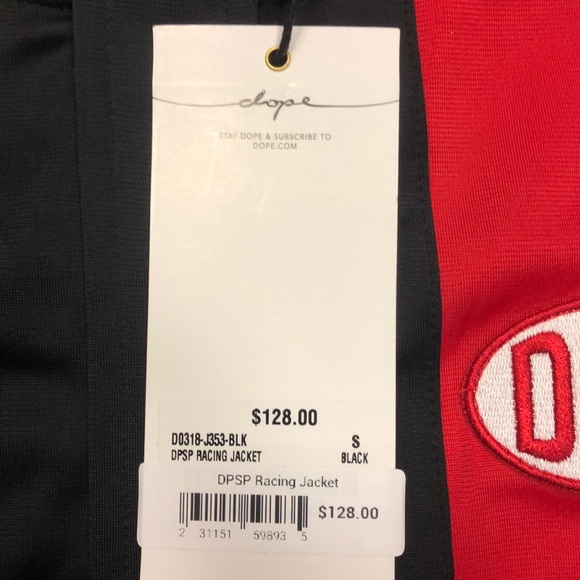 dope
STAY DOPE & SUBSCRIBE TO
DOPE.COM
$128.00
D0318-J353-BLK S
DPSP RACING JACKET BLACK
DPSP Racing Jacket
$128.00
2 31151 59893 5
D